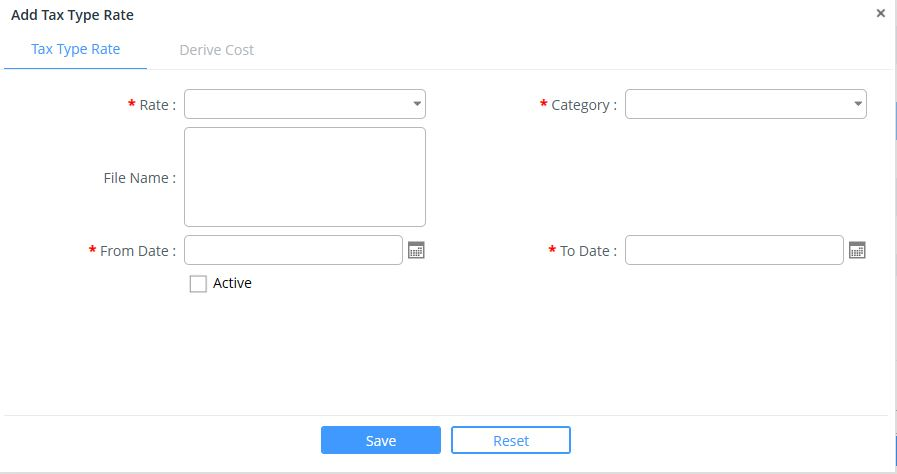 Add Tax Type Rate ×
Tax Type Rate Derive Cost
* Rate : * Category :
File Name :
* From Date : * To Date :
Active
Save Reset